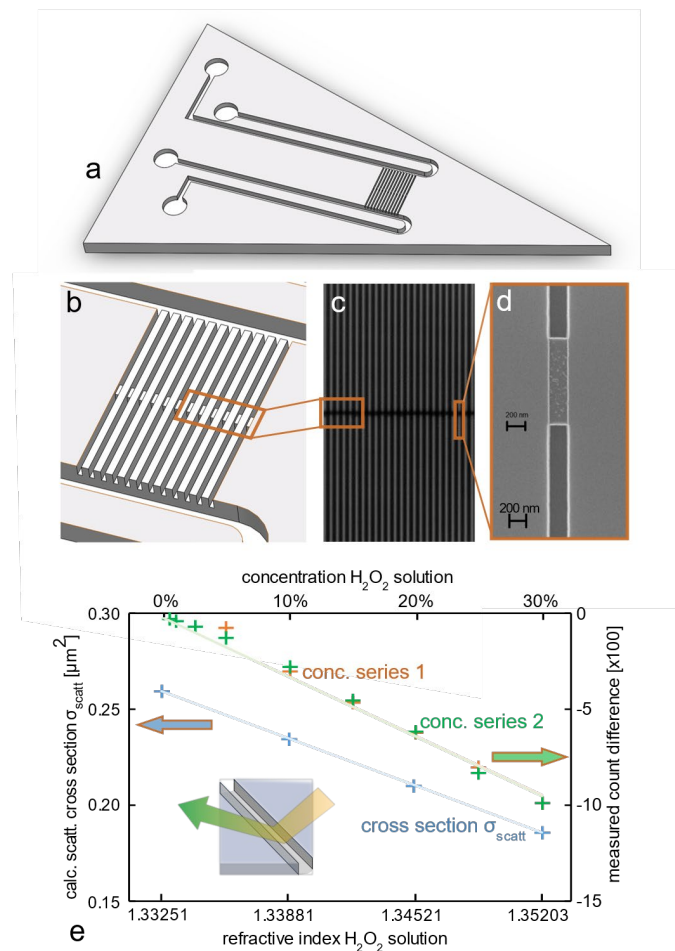 a
b
c
d
200 nm
200 nm
concentration H₂O₂ solution
0% 10% 20% 30%
0.30
0.25
0.20
0.15
calc. scatt. cross section σscatt [µm²]
0
-5
-10
-15
measured count difference [x100]
conc. series 1
conc. series 2
cross section σscatt
1.33251 1.33881 1.34521 1.35203
refractive index H₂O₂ solution
e